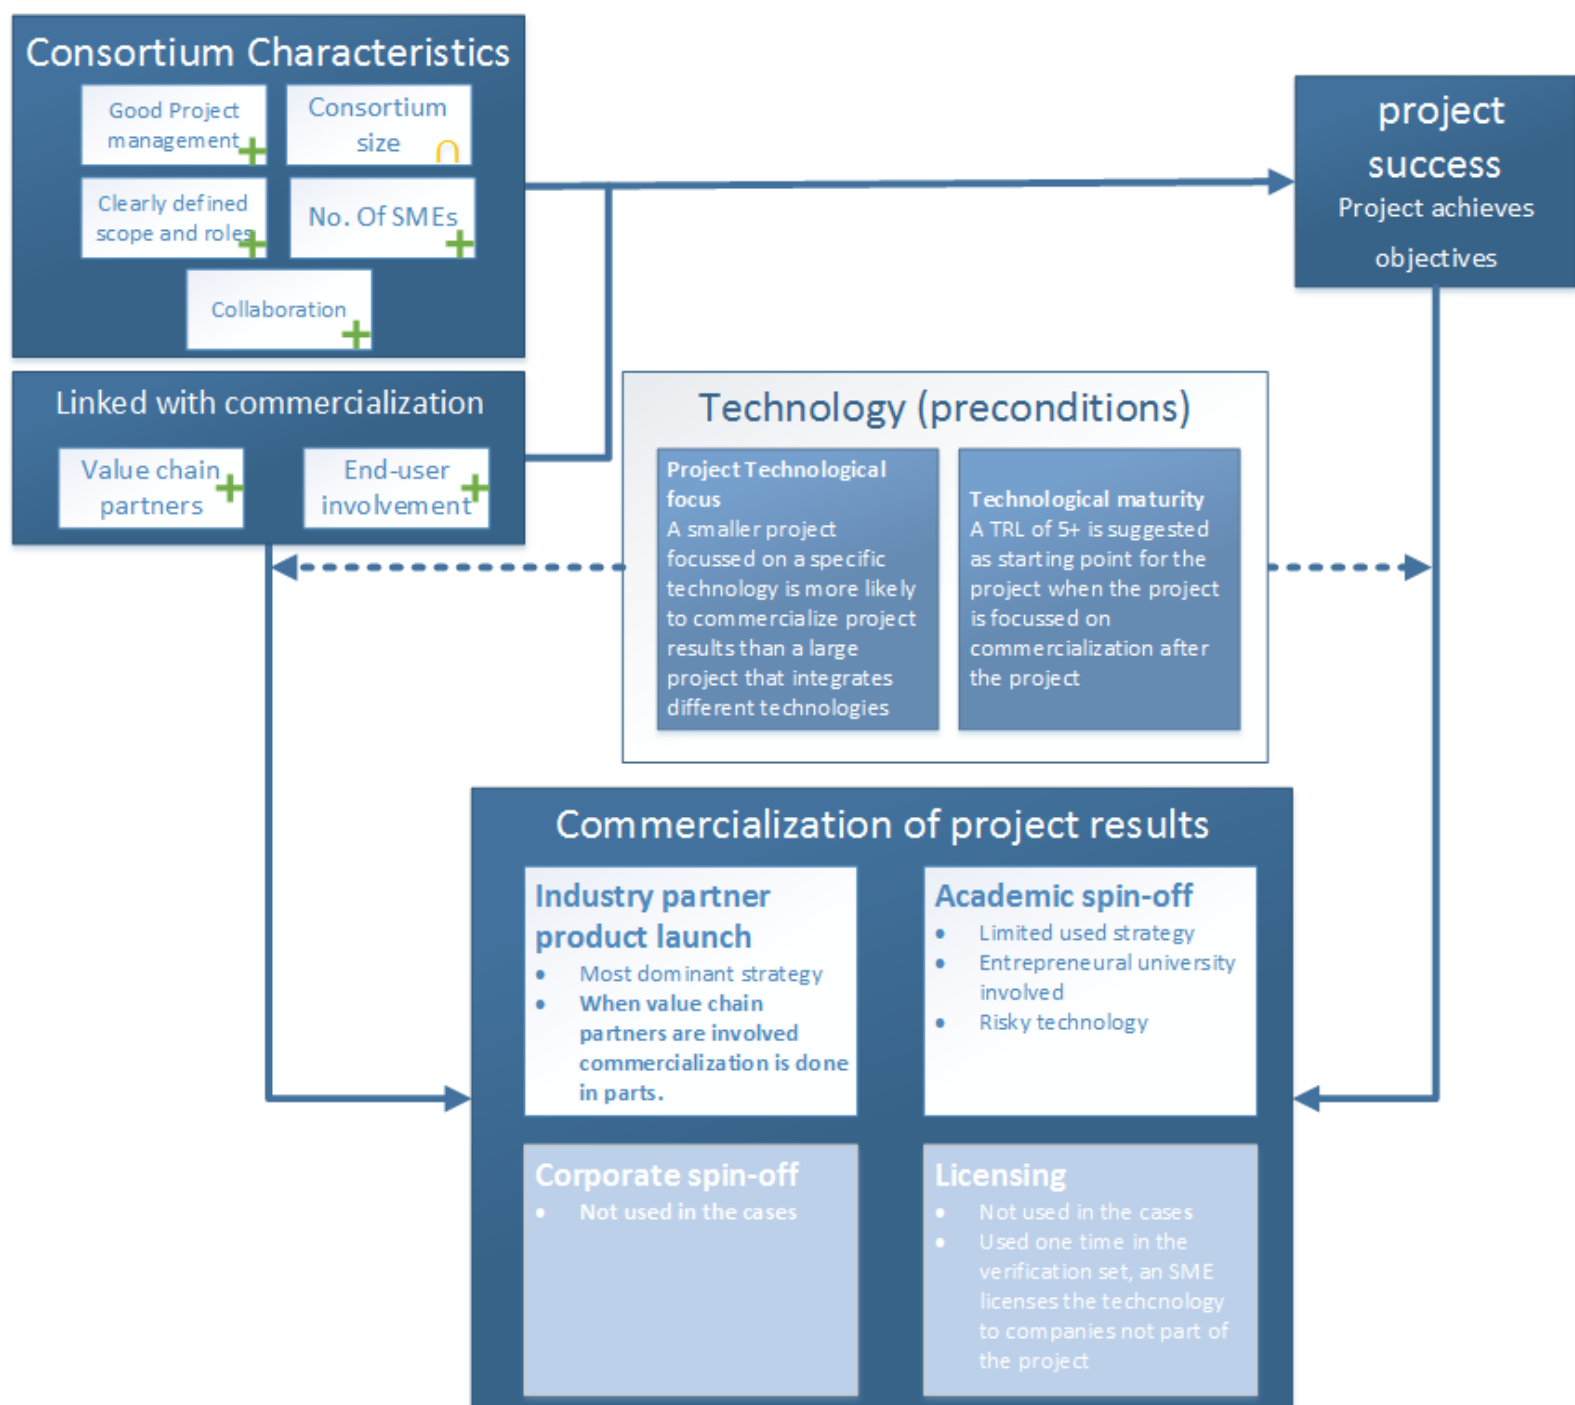 Consortium Characteristics
Good Project
management
Consortium
size
Clearly defined
scope and roles
No. Of SMEs
Collaboration
project
success
Project achieves
objectives
Linked with commercialization
Value chain
partners
End-user
involvement
Technology (preconditions)
Project Technological
focus
A smaller project
focussed on a specific
technology is more likely
to commercialize project
results than a large
project that integrates
different technologies
Technological maturity
A TRL of 5+ is suggested
as starting point for the
project when the project
is focussed on
commercialization after
the project
Commercialization of project results
Industry partner
product launch
• Most dominant strategy
• When value chain
partners are involved
commercialization is done
in parts.
Academic spin-off
• Limited used strategy
• Entrepreneural university
involved
• Risky technology
Corporate spin-off
• Not used in the cases
Licensing
• Not used in the cases
• Used one time in the
verification set, an SME
licenses the techcnology
to companies not part of
the project